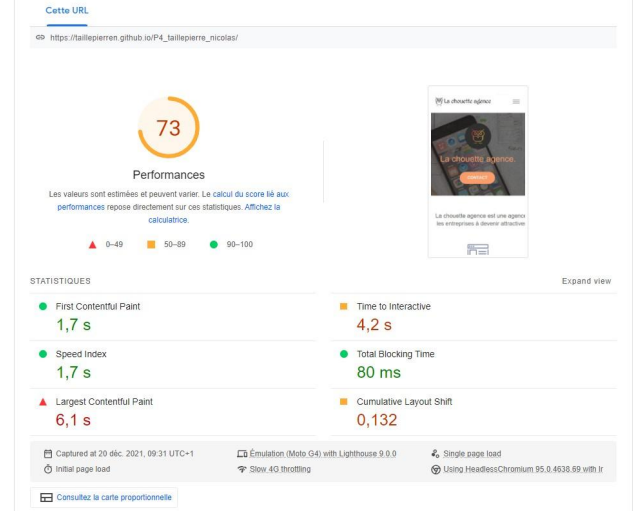 Cette URL
https://taillepierren.github.io/P4_taillepierre_nicolas/
73
Performances
Les valeurs sont estimées et peuvent varier. Le calcul du score lié aux
performances repose directement sur ces statistiques. Affichez la
calculatrice.
0–49
50–89
90–100
La chouette agence
La chouette agence.
CONTACT
La chouette agence est une agence
les entreprises à devenir attractive
STATISTIQUES
Expand view
First Contentful Paint
1,7 s
Time to Interactive
4,2 s
Speed Index
1,7 s
Total Blocking Time
80 ms
Largest Contentful Paint
6,1 s
Cumulative Layout Shift
0,132
Captured at 20 déc. 2021, 09:31 UTC+1
Émulation (Moto G4) with Lighthouse 9.0.0
Single page load
Initial page load
Slow 4G throttling
Using HeadlessChromium 95.0.4638.69 with lr
Consultez la carte proportionnelle